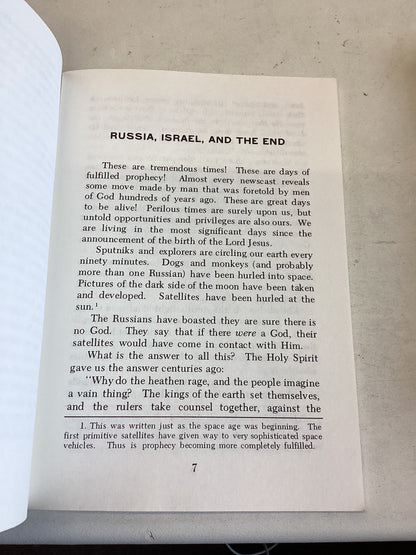 RUSSIA, ISRAEL, AND THE END
These are tremendous times! These are days of
fulfilled prophecy! Almost every newscast reveals
some move made by man that was foretold by men
of God hundreds of years ago. These are great days
to be alive! Perilous times are surely upon us, but
untold opportunities and privileges are also ours. We
are living in the most significant days since the
announcement of the birth of the Lord Jesus.
Sputniks and explorers are circling our earth every
ninety minutes. Dogs and monkeys (and probably
more than one Russian) have been hurled into space.
Pictures of the dark side of the moon have been taken
and developed. Satellites have been hurled at the
sun.¹
The Russians have boasted they are sure there is
no God. They say that if there were a God, their
satellites would have come in contact with Him.
What is the answer to all this? The Holy Spirit
gave us the answer centuries ago:
"Why do the heathen rage, and the people imagine
a vain thing? The kings of the earth set themselves,
and the rulers take counsel together, against the
1. This was written just as the space age was beginning. The
first primitive satellites have given way to very sophisticated space
vehicles. Thus is prophecy becoming more completely fulfilled.
7